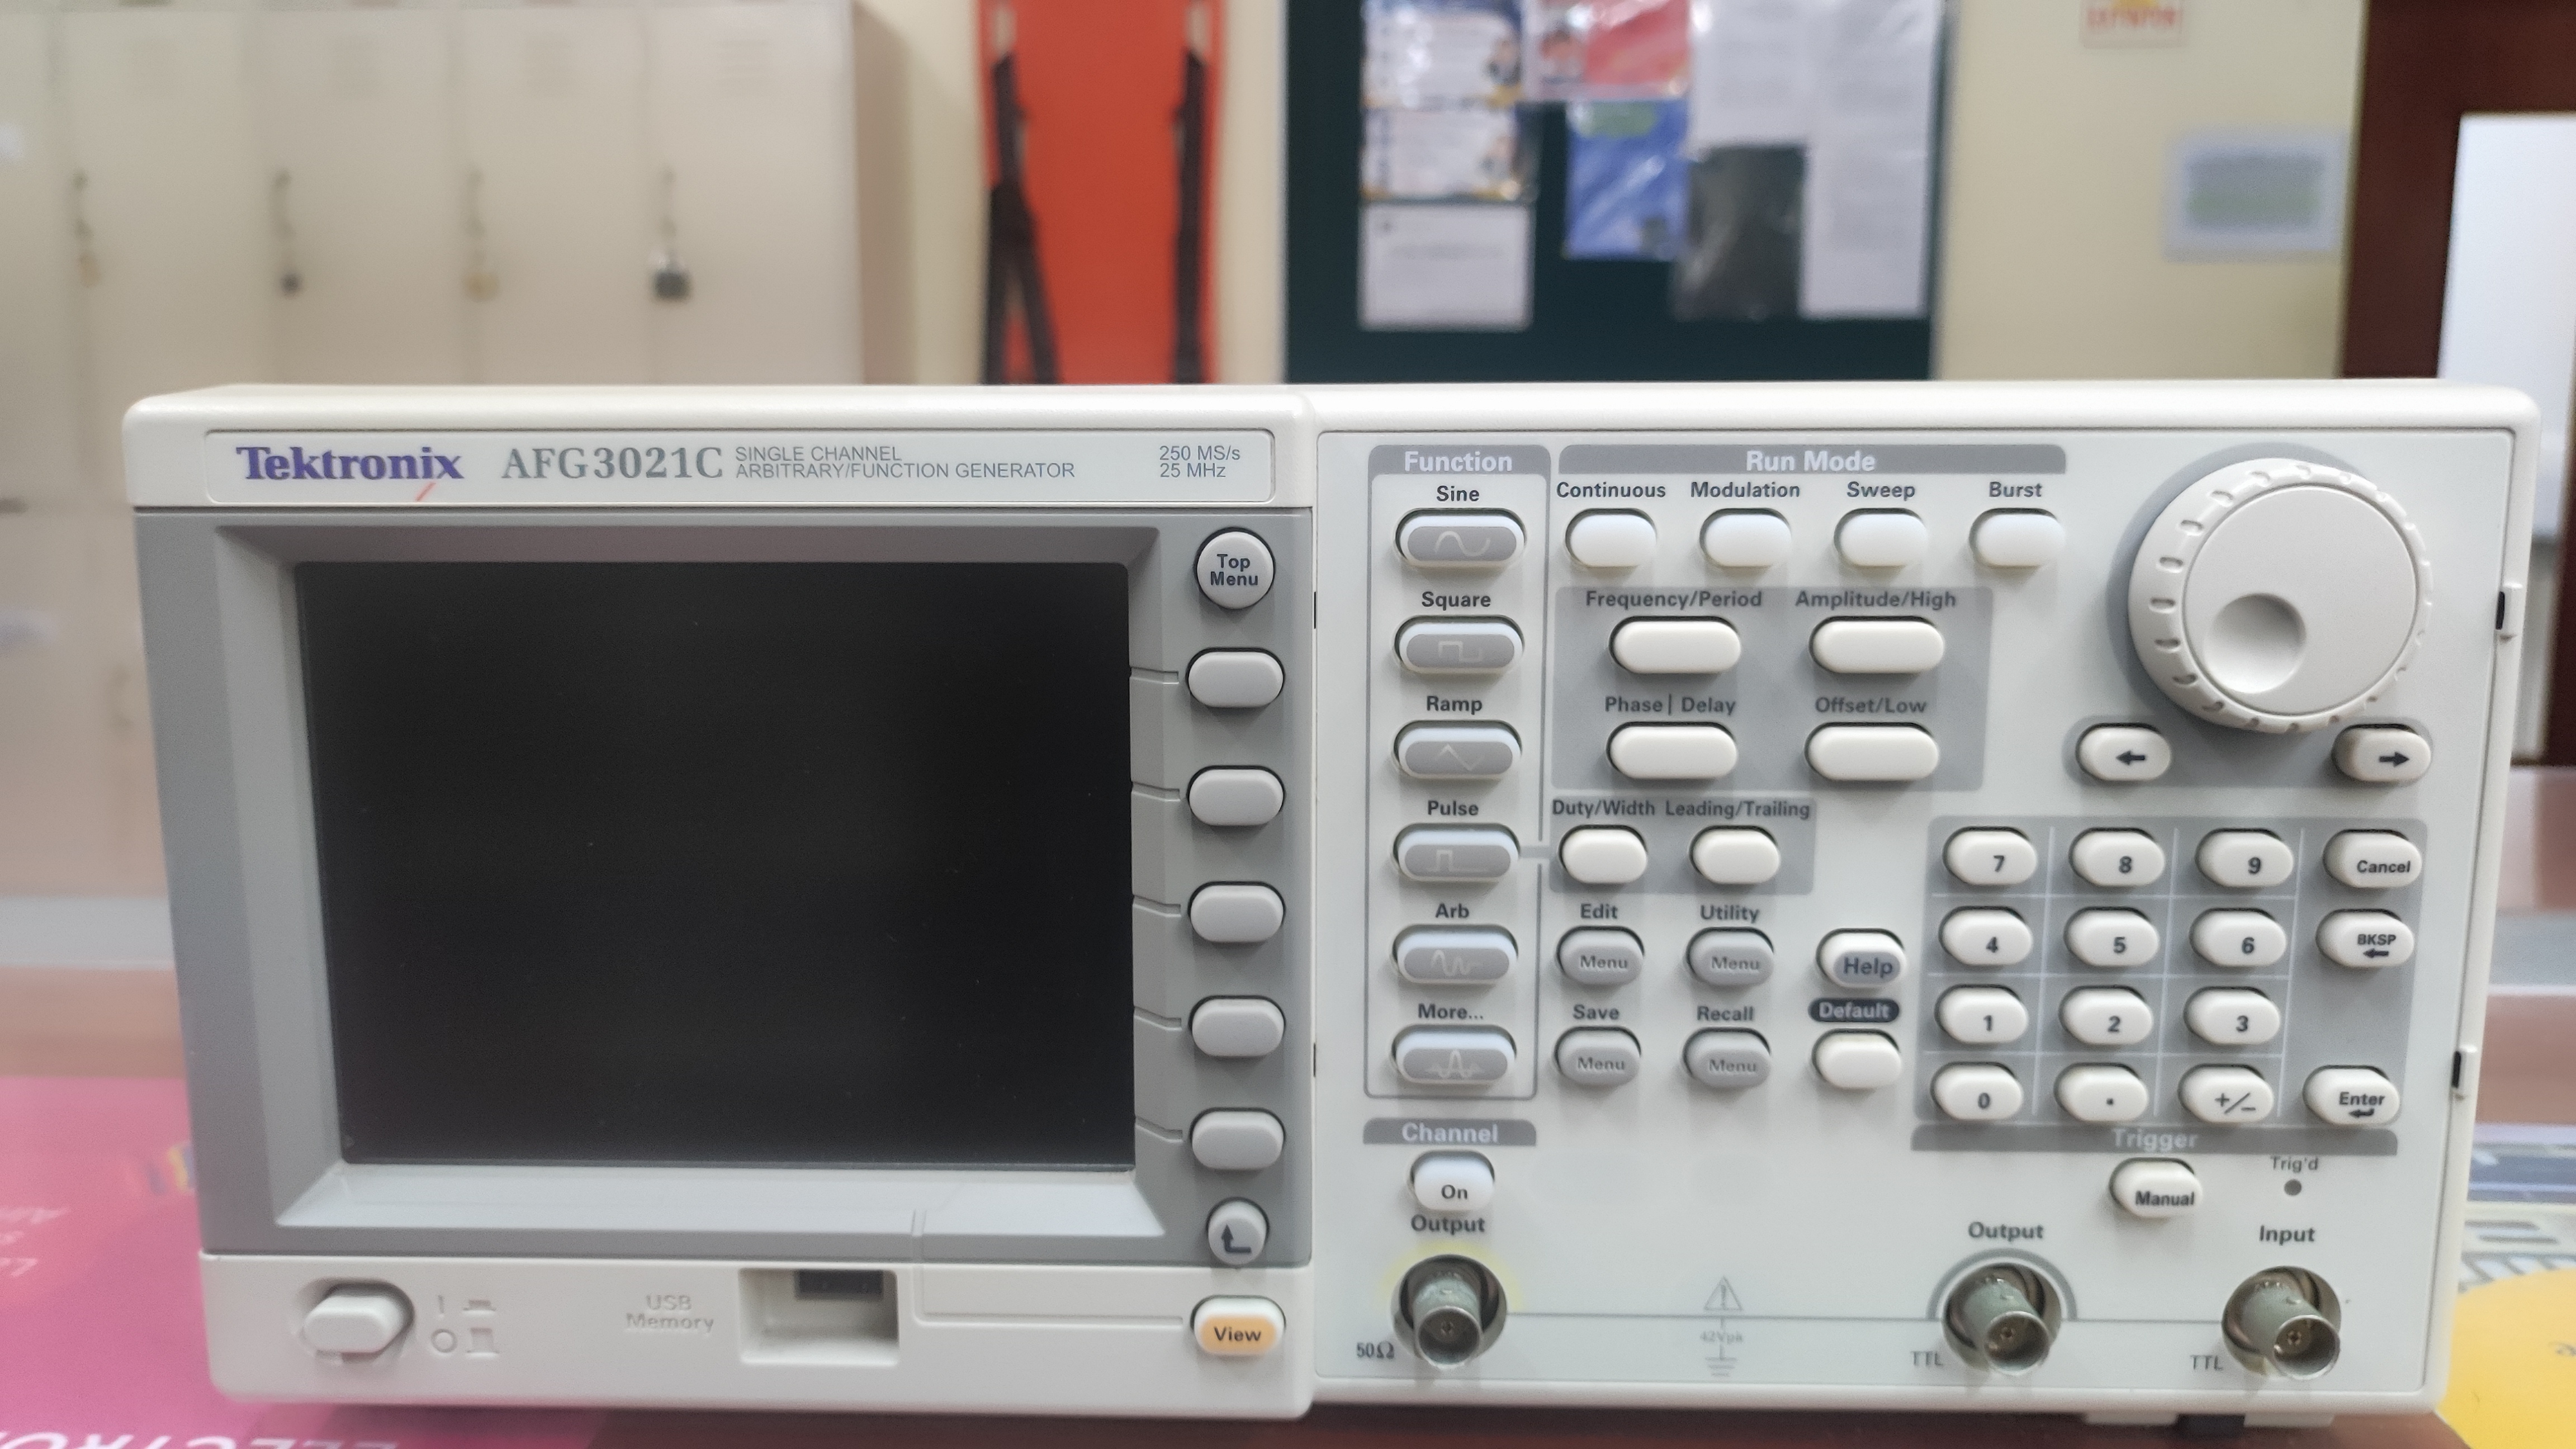 EXTINTOR
Tektronix AFG3021C SINGLE CHANNEL
ARBITRARY/FUNCTION GENERATOR
250 MS/s
25 MHz
Top
Menu
USB
Memory
View
Function
Sine
Square
Ramp
Pulse
Arb
More...
Run Mode
Continuous Modulation Sweep Burst
Frequency/Period Amplitude/High
Phase | Delay Offset/Low
Duty/Width Leading/Trailing
Edit Utility
Menu Menu Help
Save Recall Default
Menu Menu
7 8 9 Cancel
4 5 6 BKSP
1 2 3
0 . +/− Enter
Channel
On
Output
50Ω
42Vpk
Trigger
Manual Trig'd
Output Input
TTL TTL